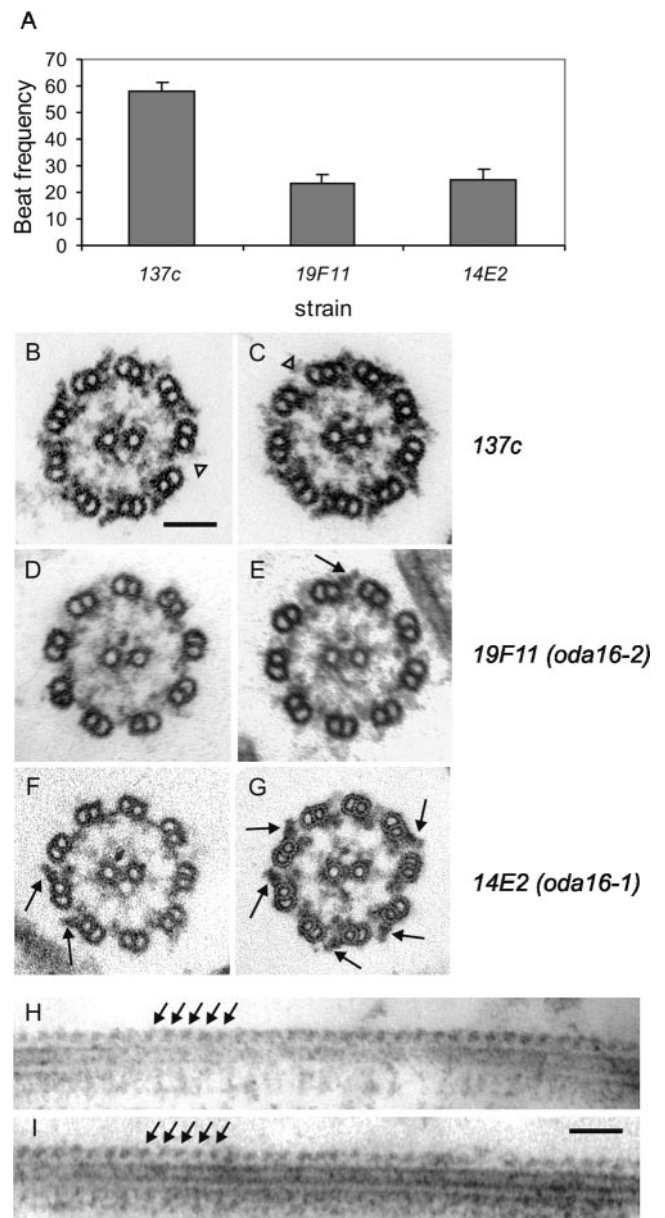 A
70
60
50
40
30
20
10
0
Beat frequency
137c 19F11 14E2
strain
B C
137c
D E
19F11 (oda16-2)
F G
14E2 (oda16-1)
H
I